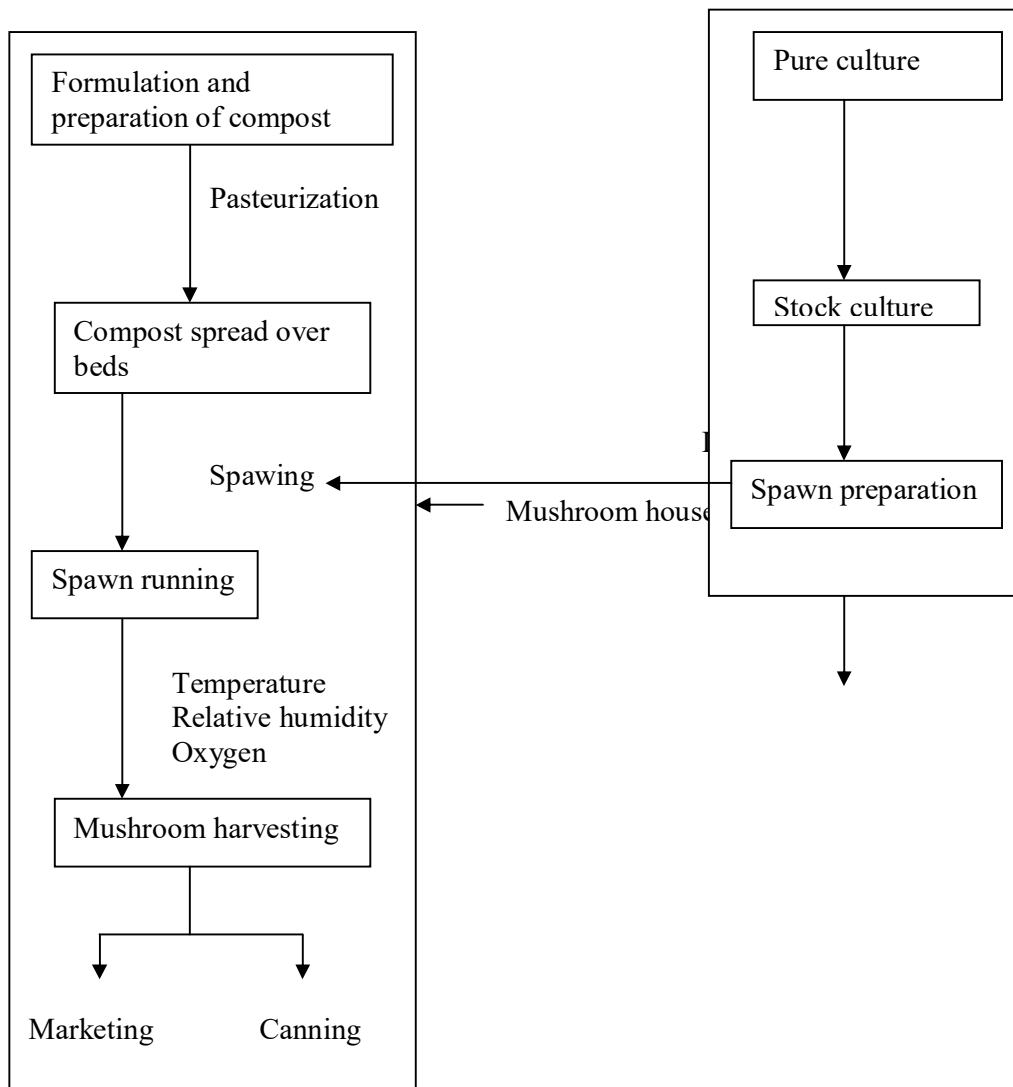 Formulation and
preparation of compost
Pasteurization
Compost spread over
beds
Spawing
Spawn running
Temperature
Relative humidity
Oxygen
Mushroom harvesting
Marketing
Canning
Mushroom house
Pure culture
Stock culture
Spawn preparation